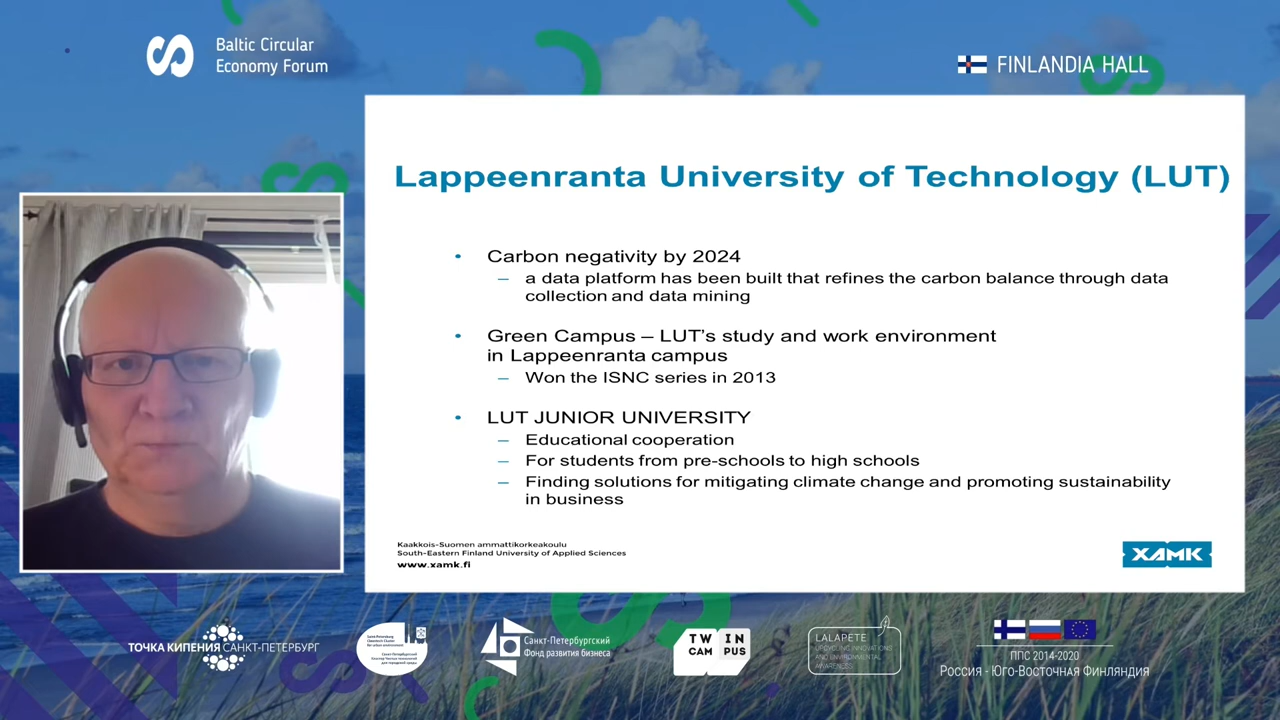 Baltic Circular
Economy Forum
FINLANDIA HALL
Lappeenranta University of Technology (LUT)
• Carbon negativity by 2024
– a data platform has been built that refines the carbon balance through data
collection and data mining
• Green Campus – LUT's study and work environment
in Lappeenranta campus
– Won the ISNC series in 2013
• LUT JUNIOR UNIVERSITY
– Educational cooperation
– For students from pre-schools to high schools
– Finding solutions for mitigating climate change and promoting sustainability
in business
Kaakkois-Suomen ammattikorkeakoulu
South-Eastern Finland University of Applied Sciences
www.xamk.fi
XAMK
ТОЧКА КИПЕНИЯ САНКТ-ПЕТЕРБУРГ
Санкт-Петербургский
Фонд развития бизнеса
TW IN
CAM PUS
LALAPETE
UPCYCLING INNOVATIONS
AND ENVIRONMENTAL
AWARENESS
ППС 2014-2020
Россия - Юго-Восточная Финляндия